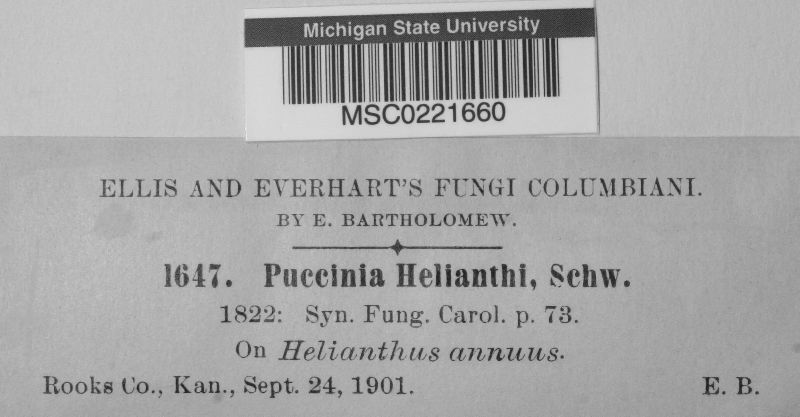 Michigan State University
MSC0221660
ELLIS AND EVERHART'S FUNGI COLUMBIANI.
BY E. BARTHOLOMEW.
1647. Puccinia Helianthi, Schw.
1822: Syn. Fung. Carol. p. 73.
On Helianthus annuus.
Rooks Co., Kan., Sept. 24, 1901. E. B.